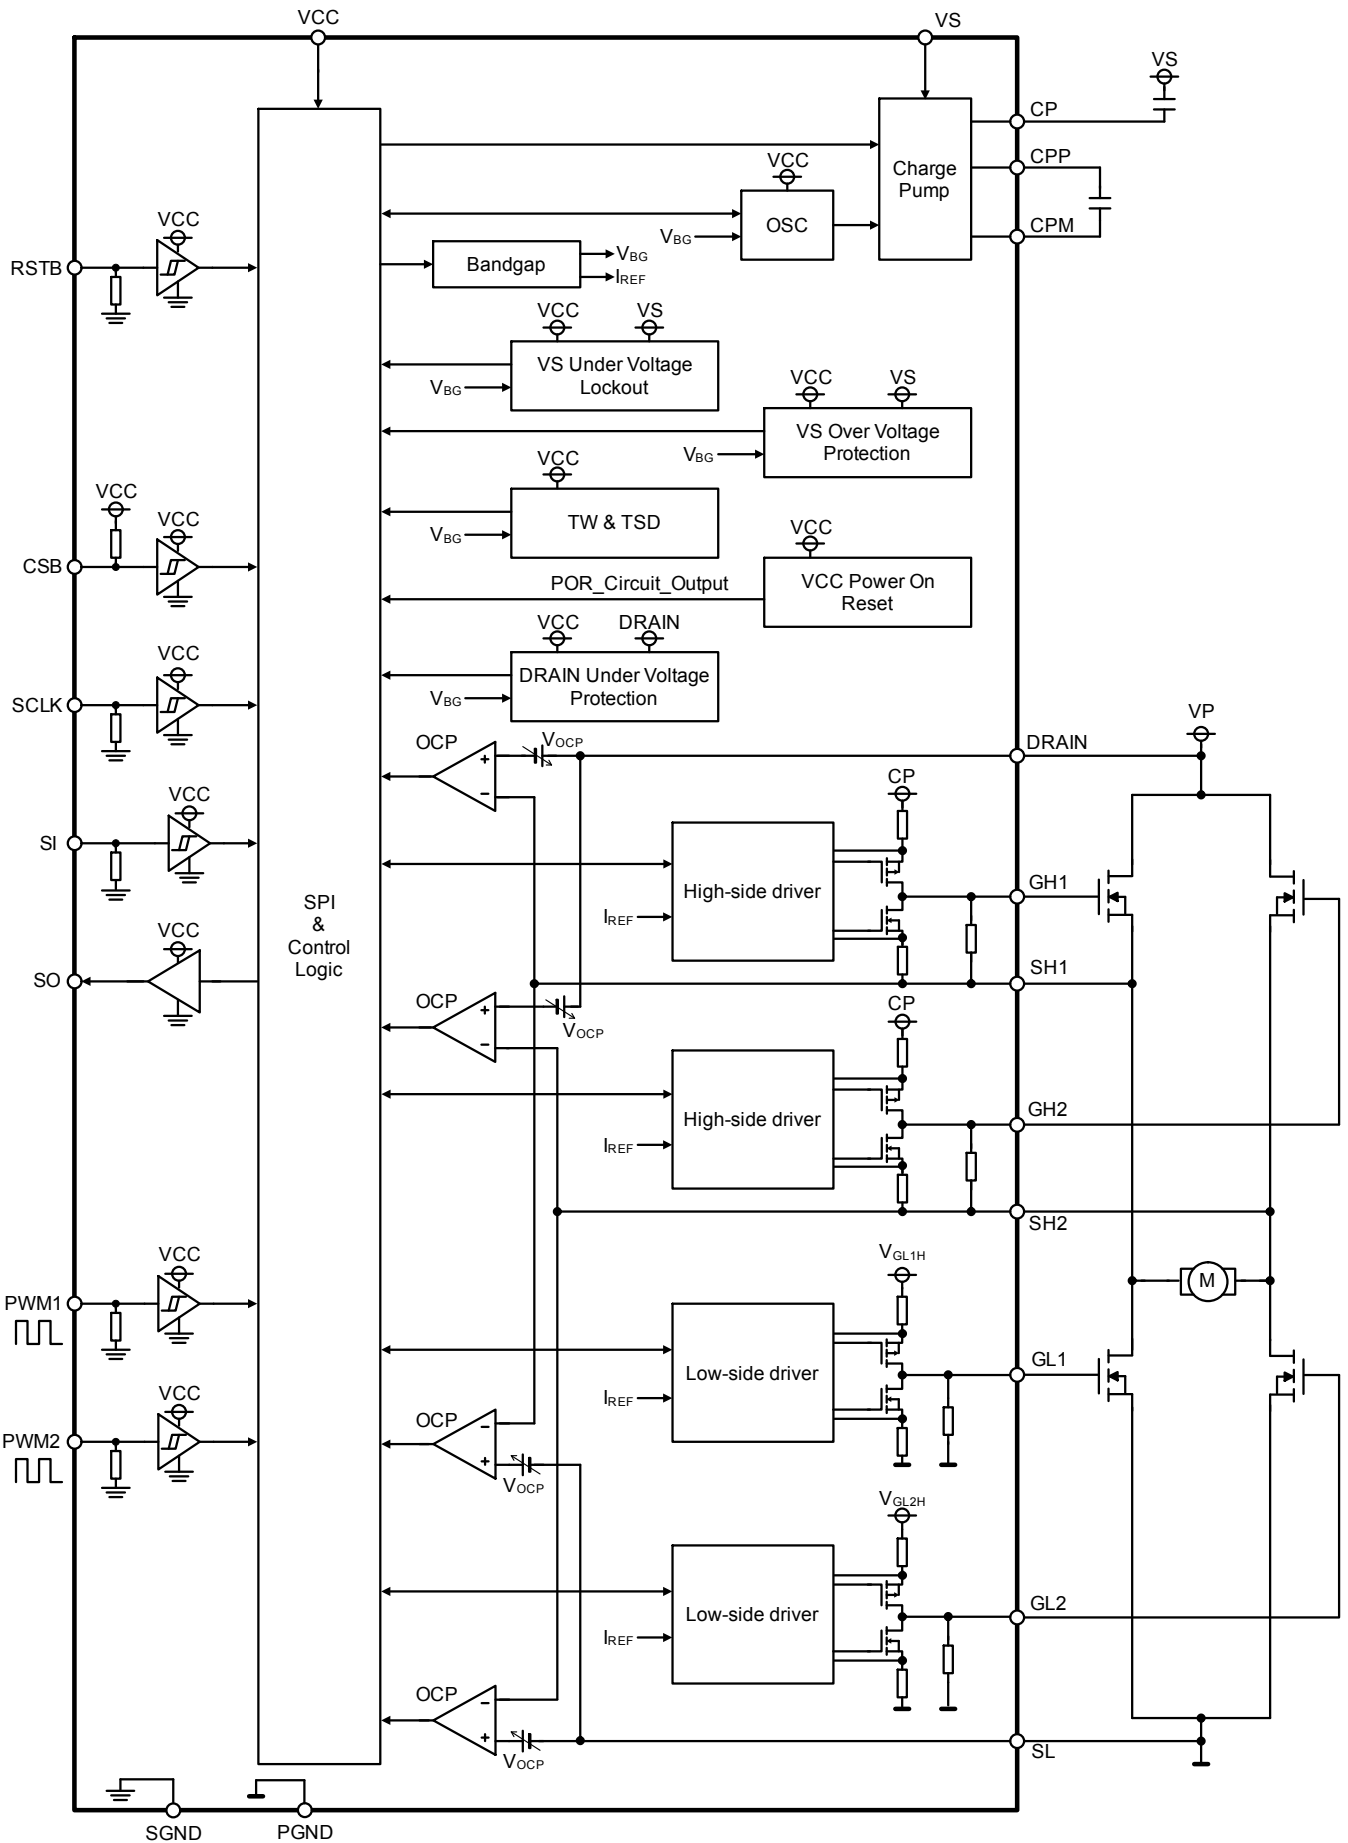 VCC
VS
VS
CP
CPP
CPM
Charge
Pump
VCC
OSC
VBG
VCC
RSTB
Bandgap
VBG
IREF
VCC
VS
VS Under Voltage
Lockout
VBG
VCC
VS
VS Over Voltage
Protection
VBG
VCC
TW & TSD
VBG
VCC
VCC
CSB
VCC
VCC Power On
Reset
POR_Circuit_Output
VCC
DRAIN
DRAIN Under Voltage
Protection
VBG
VCC
SCLK
OCP
+
−
VOCP
DRAIN
VP
VCC
SI
CP
High-side driver
IREF
GH1
SH1
SPI
&
Control
Logic
VCC
SO
OCP
+
−
VOCP
CP
High-side driver
IREF
GH2
SH2
VCC
PWM1
VGL1H
M
Low-side driver
IREF
GL1
VCC
PWM2
OCP
−
+
VOCP
VGL2H
Low-side driver
IREF
GL2
OCP
−
+
VOCP
SL
SGND
PGND